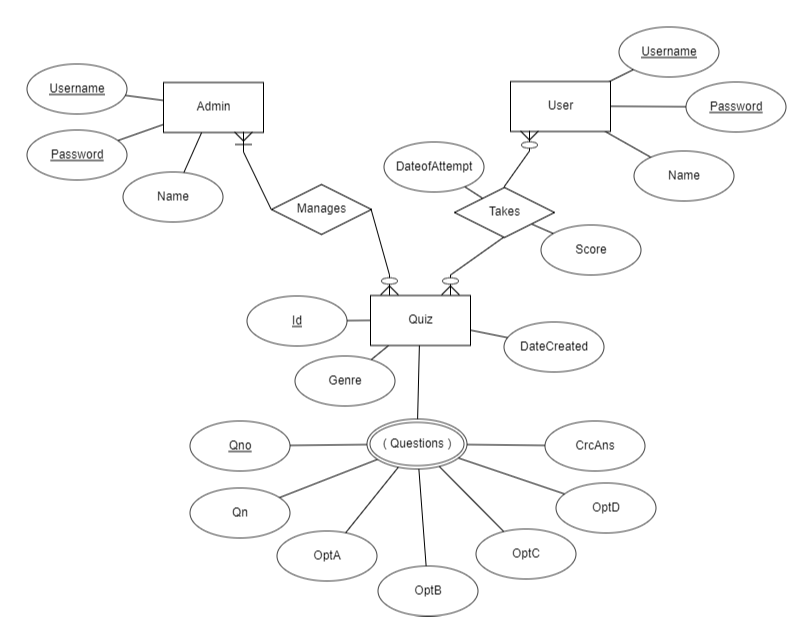 Username
Username
Admin
User
Password
Password
DateofAttempt
Name
Name
Manages
Takes
Score
Id
Quiz
DateCreated
Genre
Qno
( Questions )
CrcAns
Qn
OptD
OptA
OptC
OptB